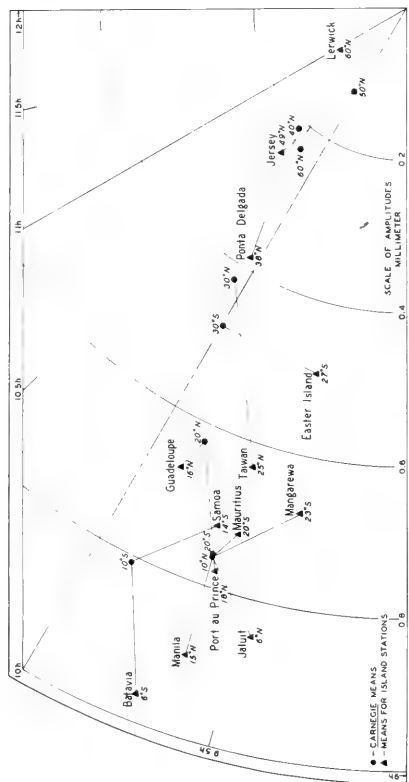 12h
11.5h
11h
10.5h
10h
9.5h
9h
Lerwick
60°N
50°N
40°N
Jersey
49°N
60°N
0.2
Ponta Delgada
38°N
30°N
30°S
0.4
SCALE OF AMPLITUDES
MILLIMETER
Easter Island
27°S
20°N
Guadeloupe
16°N
Taiwan
25°N
0.6
Samoa
14°S
Mauritius
20°S
Mangarewa
23°S
10°S
20°S
10°N
Port au Prince
18°N
Jaluit
6°N
Manila
15°N
Batavia
6°S
0.8
CARNEGIE MEANS
MEANS FOR ISLAND STATIONS